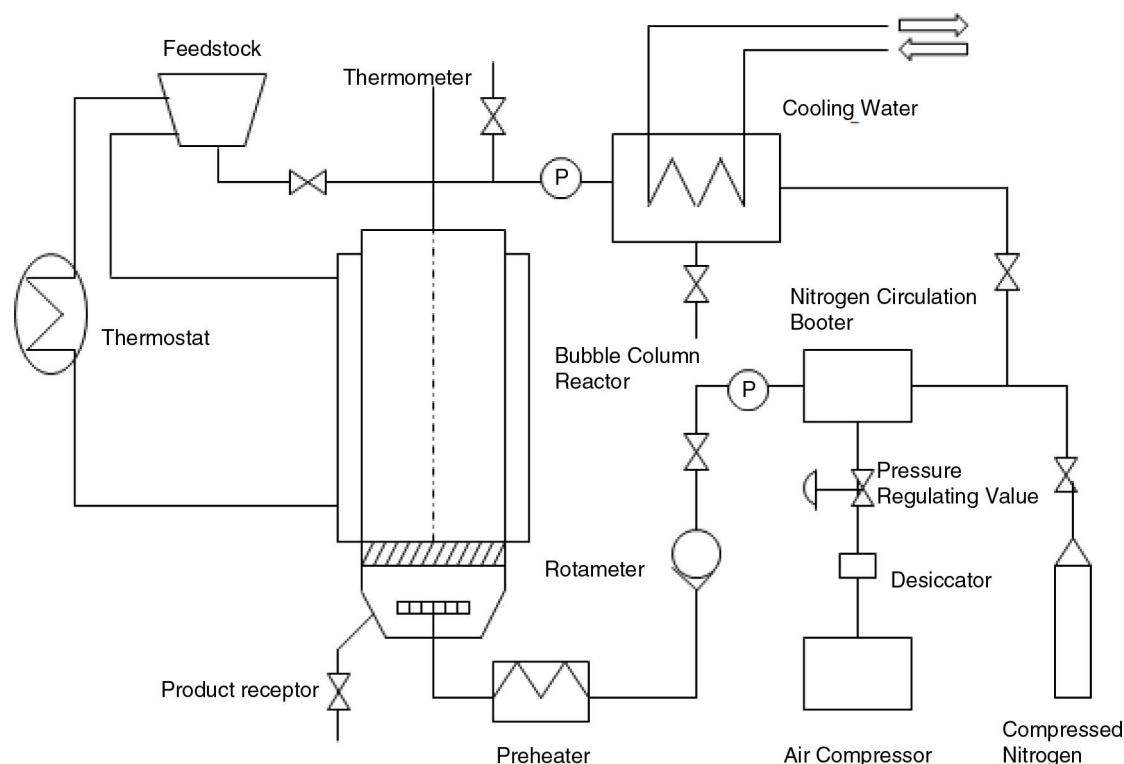 Feedstock
Thermometer
Cooling Water
P
Nitrogen Circulation
Booter
Thermostat
Bubble Column
Reactor
P
Pressure
Regulating Value
Rotameter
Desiccator
Product receptor
Preheater
Air Compressor
Compressed
Nitrogen